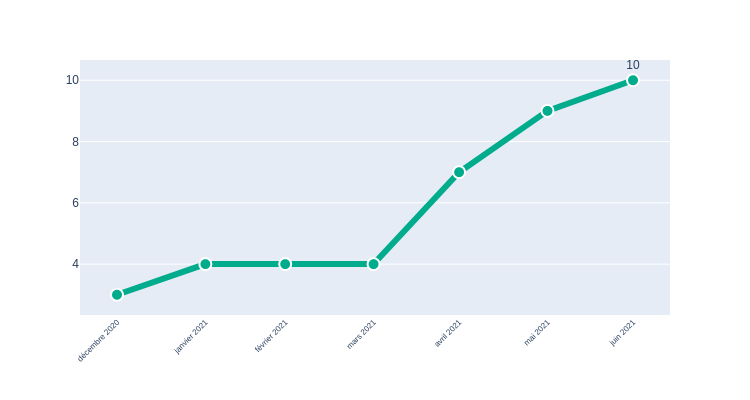 10
10
8
6
4
décembre 2020
janvier 2021
février 2021
mars 2021
avril 2021
mai 2021
juin 2021